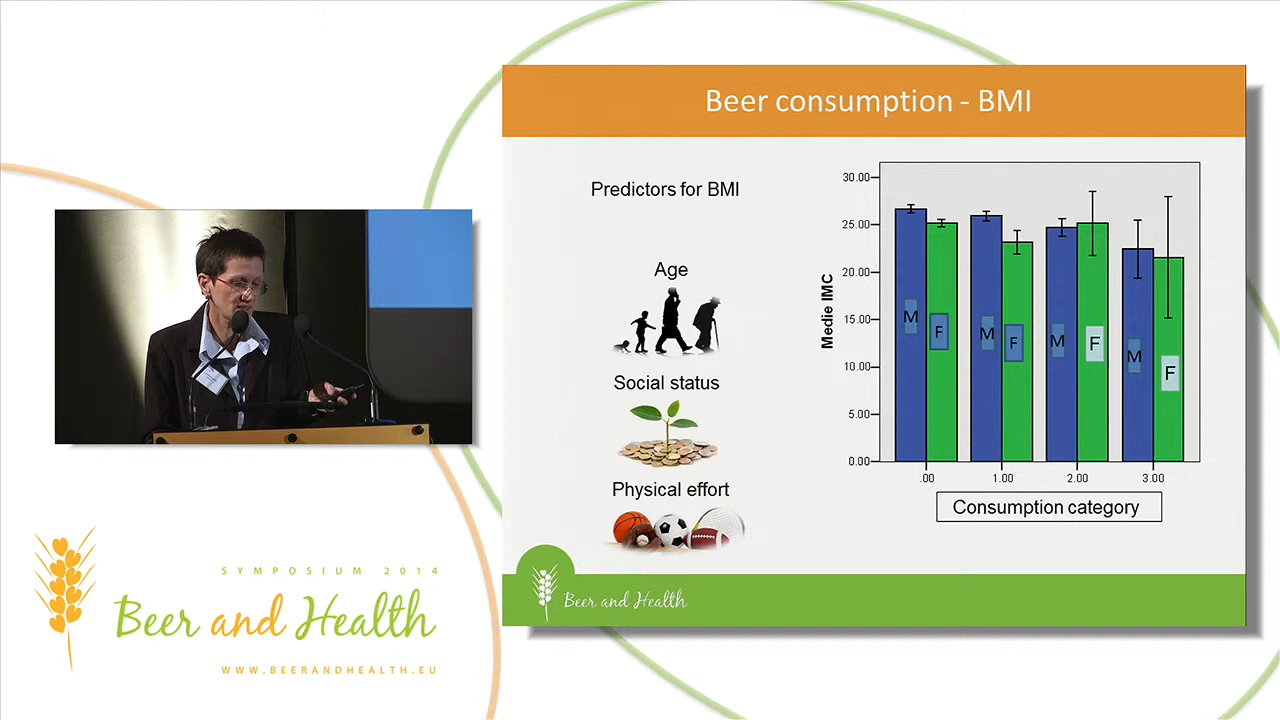 Beer consumption - BMI
Predictors for BMI
Age
Social status
Physical effort
Medie IMC
30.00
25.00
20.00
15.00
10.00
5.00
0.00
M
F
M
F
M
F
M
F
.00
1.00
2.00
3.00
Consumption category
Beer and Health
SYMPOSIUM 2014
Beer and Health
WWW.BEERANDHEALTH.EU